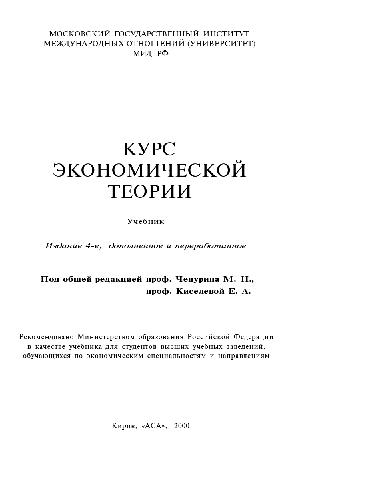 МОСКОВСКИЙ ГОСУДАРСТВЕННЫЙ ИНСТИТУТ
МЕЖДУНАРОДНЫХ ОТНОШЕНИЙ (УНИВЕРСИТЕТ)
МИД РФ
КУРС
ЭКОНОМИЧЕСКОЙ
ТЕОРИИ
Учебник
Издание 4-е, дополненное и переработанное
Под общей редакцией проф. Чепурина М. Н.,
проф. Киселевой Е. А.
Рекомендовано Министерством образования Российской Федерации
в качестве учебника для студентов высших учебных заведений,
обучающихся по экономическим специальностям и направлениям
Киров, «АСА», 2000